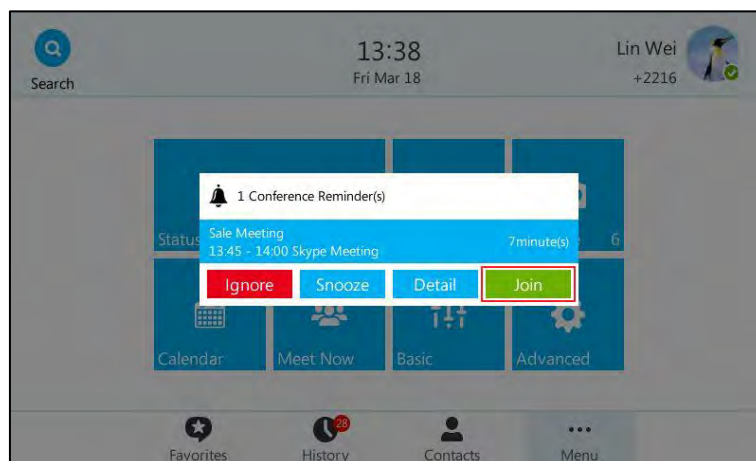 13:38
Lin Wei
Search
Fri Mar 18
+2216
1 Conference Reminder(s)
Sale Meeting
7minute(s)
Status
13:45 - 14:00 Skype Meeting
6
Ignore Snooze Detail Join
Calendar Meet Now Basic Advanced
28
Favorites History Contacts Menu